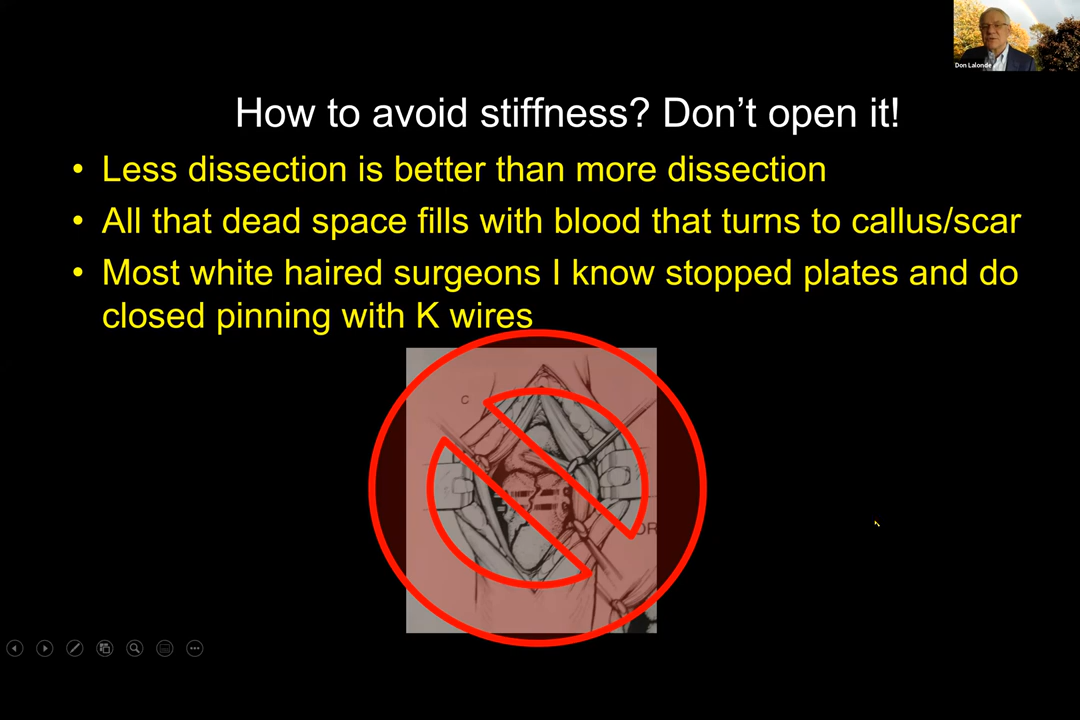 Don Lalonde
How to avoid stiffness? Don't open it!
• Less dissection is better than more dissection
• All that dead space fills with blood that turns to callus/scar
• Most white haired surgeons I know stopped plates and do
closed pinning with K wires
C